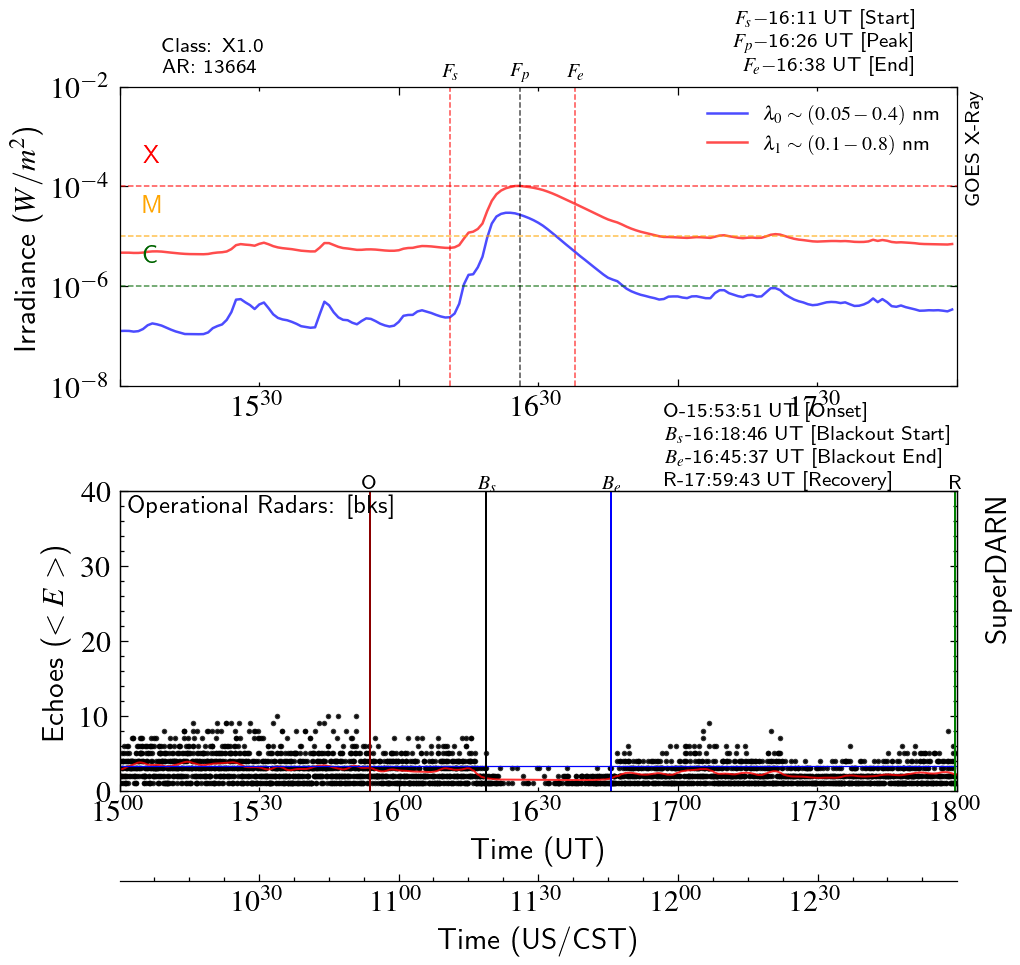 Class: X1.0
AR: 13664
F_s−16:11 UT [Start]
F_p−16:26 UT [Peak]
F_e−16:38 UT [End]
F_s F_p F_e
λ_0 ∼ (0.05 − 0.4) nm
λ_1 ∼ (0.1 − 0.8) nm
X
M
C
10^{-2}
10^{-4}
10^{-6}
10^{-8}
Irradiance (W/m^2)
GOES X-Ray
15^{30} 16^{30} 17^{30}
O-15:53:51 UT [Onset]
B_s-16:18:46 UT [Blackout Start]
B_e-16:45:37 UT [Blackout End]
R-17:59:43 UT [Recovery]
O B_s B_e R
Operational Radars: [bks]
40
30
20
10
0
Echoes (< E >)
SuperDARN
15^{00} 15^{30} 16^{00} 16^{30} 17^{00} 17^{30} 18^{00}
Time (UT)
10^{30} 11^{00} 11^{30} 12^{00} 12^{30}
Time (US/CST)